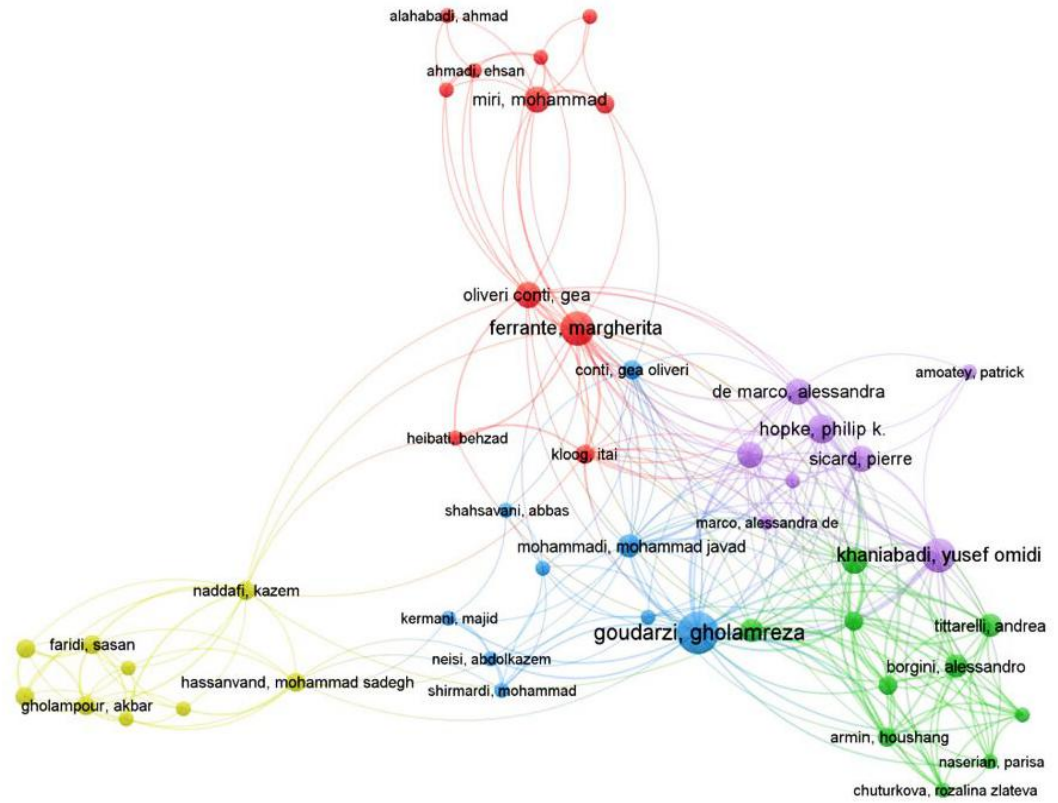 alahabadi, ahmad
ahmadi, ehsan
miri, mohammad
oliveri conti, gea
ferrante, margherita
conti, gea oliveri
amoatey, patrick
de marco, alessandra
hopke, philip k.
heibati, behzad
kloog, itai
sicard, pierre
shahsavani, abbas
marco, alessandra de
mohammadi, mohammad javad
khaniabadi, yusef omidi
naddafi, kazem
kermani, majid
goudarzi, gholamreza
tittarelli, andrea
faridi, sasan
neisi, abdolkazem
borgini, alessandro
hassanvand, mohammad sadegh
shirmardi, mohammad
gholampour, akbar
armin, houshang
naserian, parisa
chuturkova, rozalina zlateva